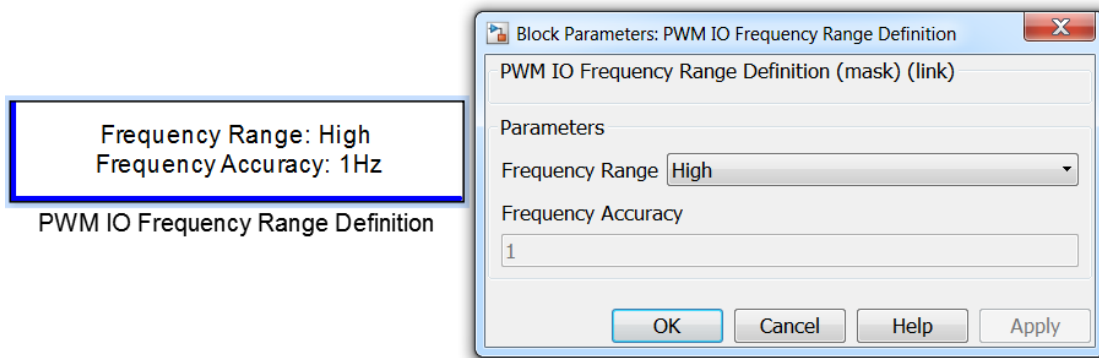 Frequency Range: High
Frequency Accuracy: 1Hz
PWM IO Frequency Range Definition
Block Parameters: PWM IO Frequency Range Definition
PWM IO Frequency Range Definition (mask) (link)
Parameters
Frequency Range High
Frequency Accuracy
1
OK Cancel Help Apply